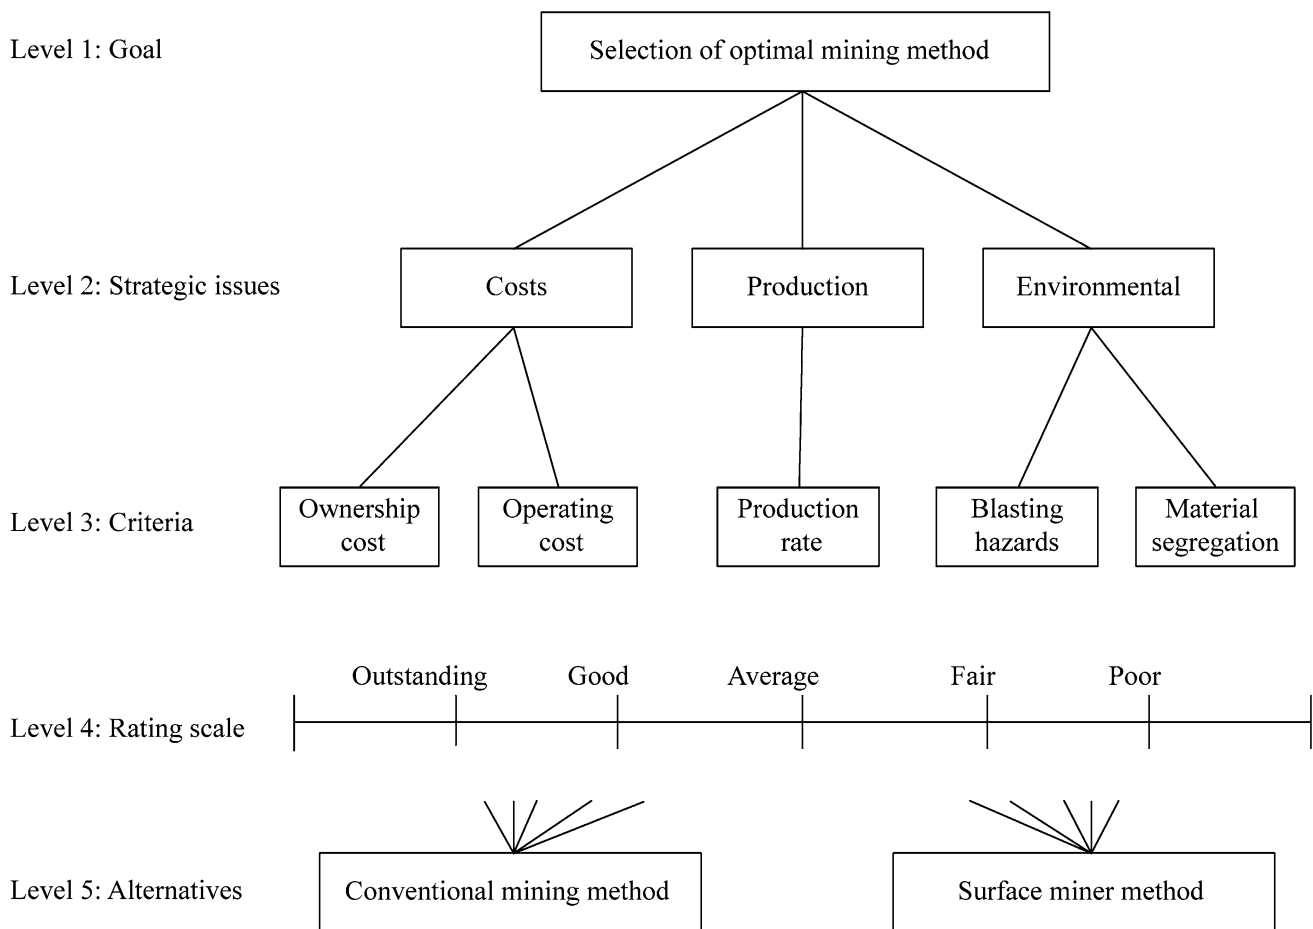 Level 1: Goal
Selection of optimal mining method
Level 2: Strategic issues
Costs
Production
Environmental
Level 3: Criteria
Ownership
cost
Operating
cost
Production
rate
Blasting
hazards
Material
segregation
Level 4: Rating scale
Outstanding
Good
Average
Fair
Poor
Level 5: Alternatives
Conventional mining method
Surface miner method